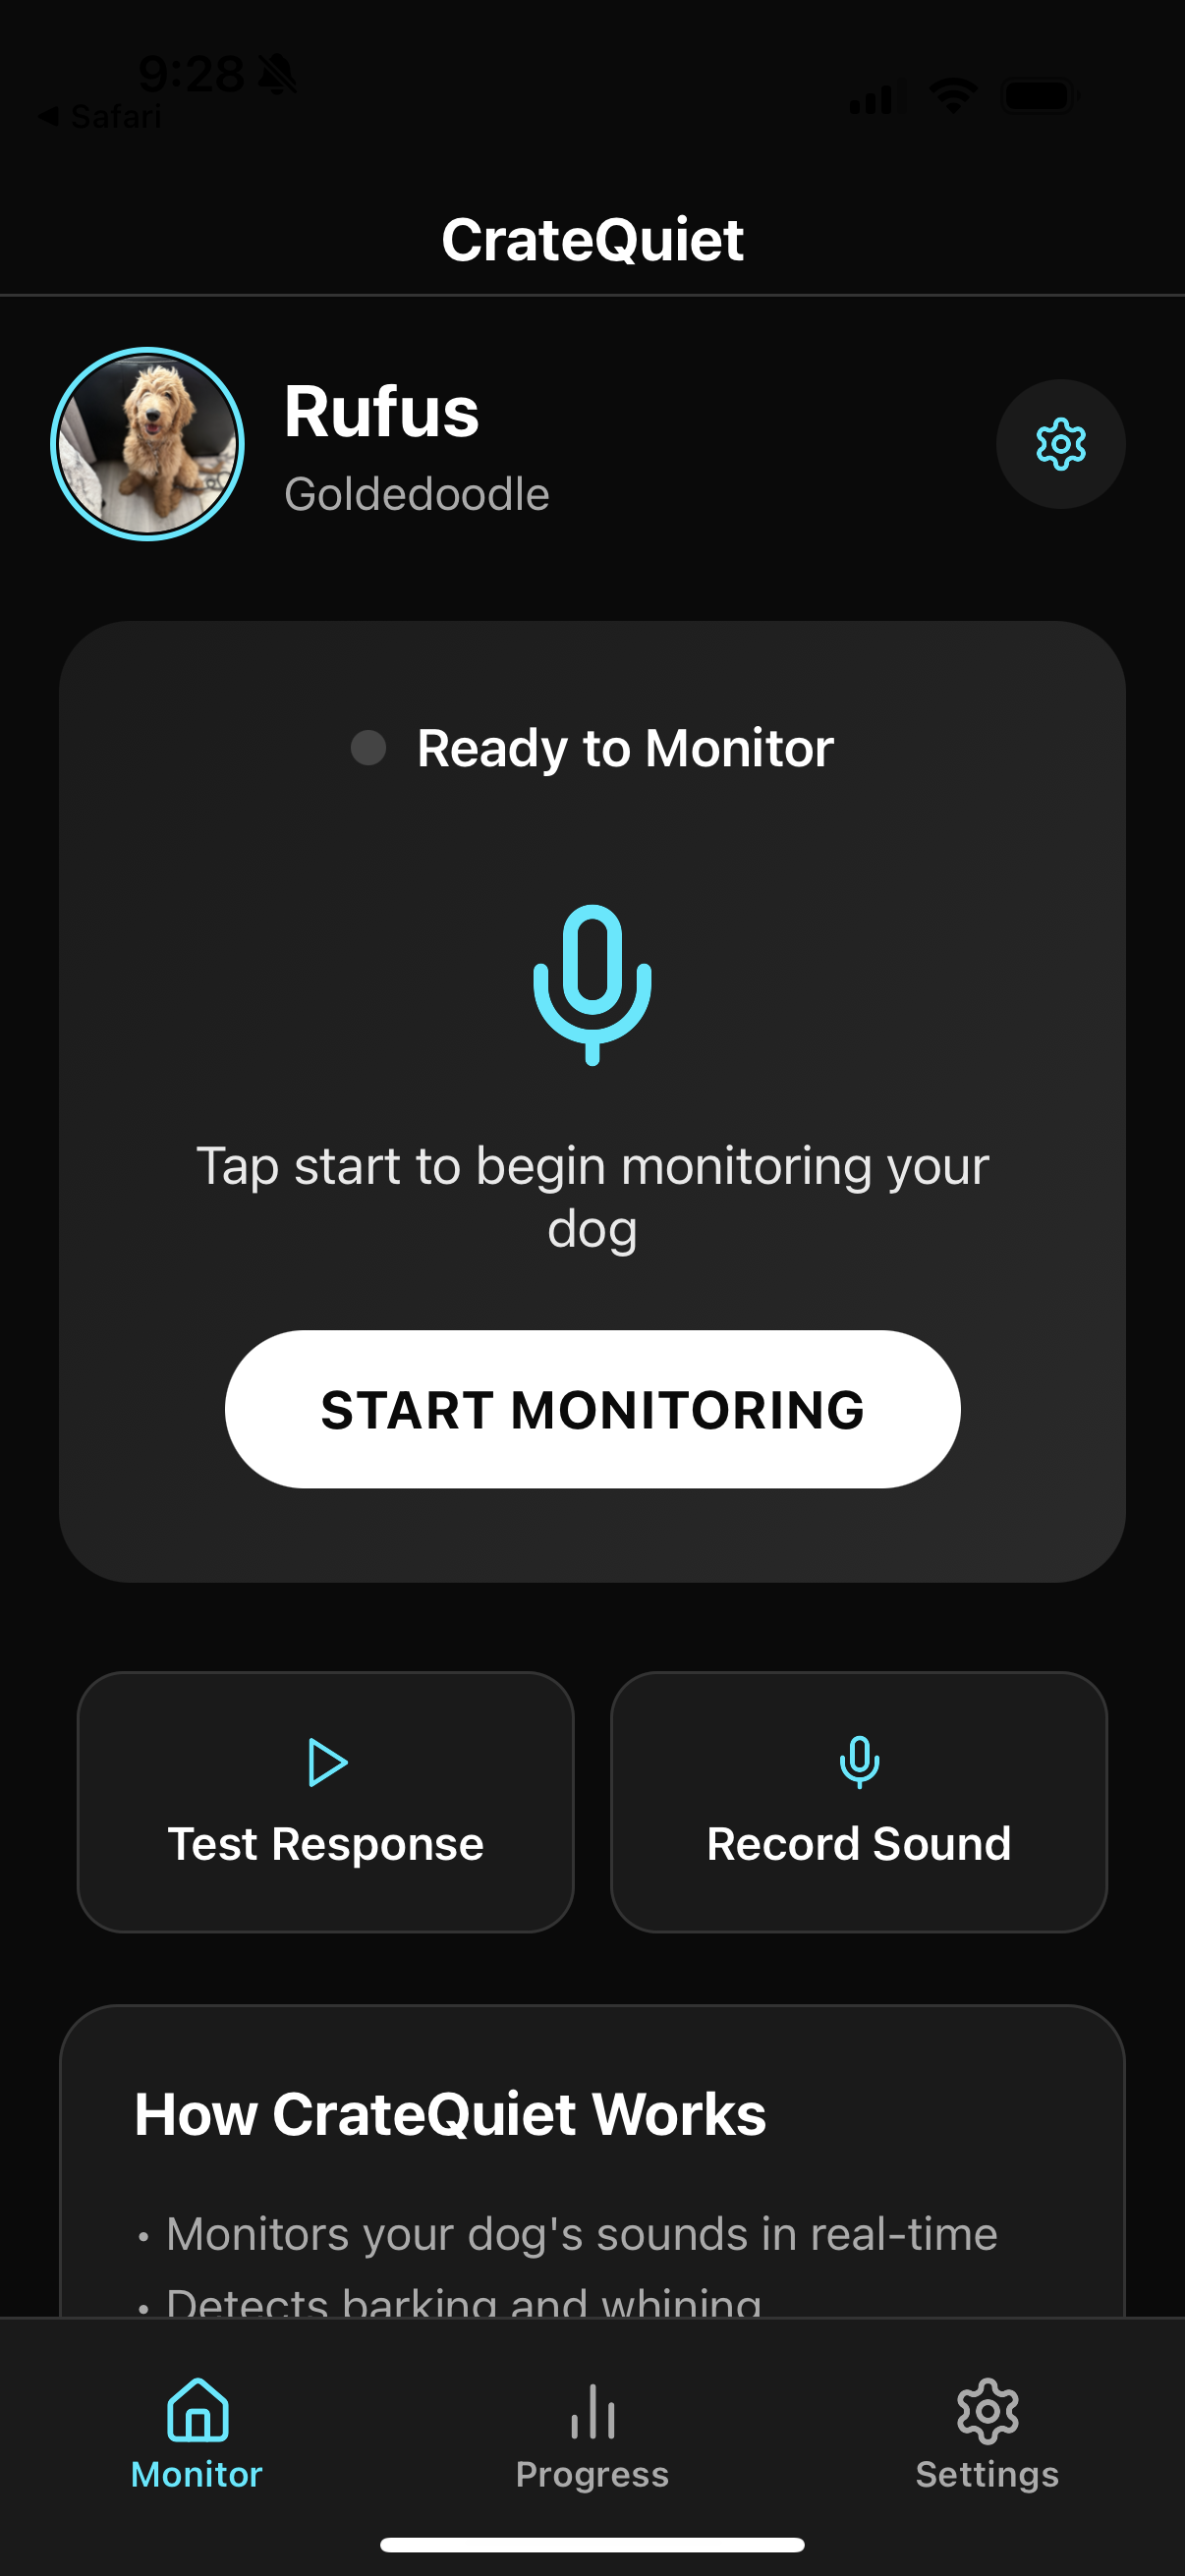 9:28
Safari
CrateQuiet
Rufus
Goldedoodle
Ready to Monitor
Tap start to begin monitoring your
dog
START MONITORING
Test Response
Record Sound
How CrateQuiet Works
• Monitors your dog's sounds in real-time
• Detects barking and whining
Monitor
Progress
Settings